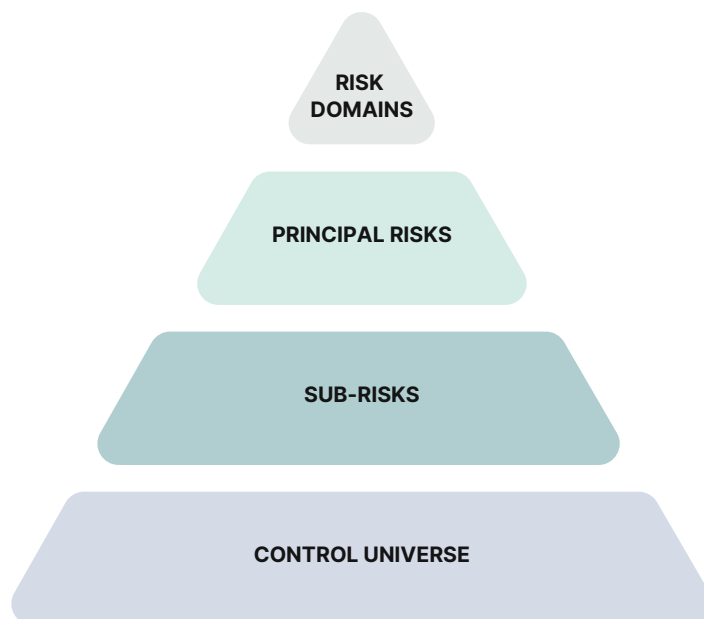 RISK
DOMAINS
PRINCIPAL RISKS
SUB-RISKS
CONTROL UNIVERSE